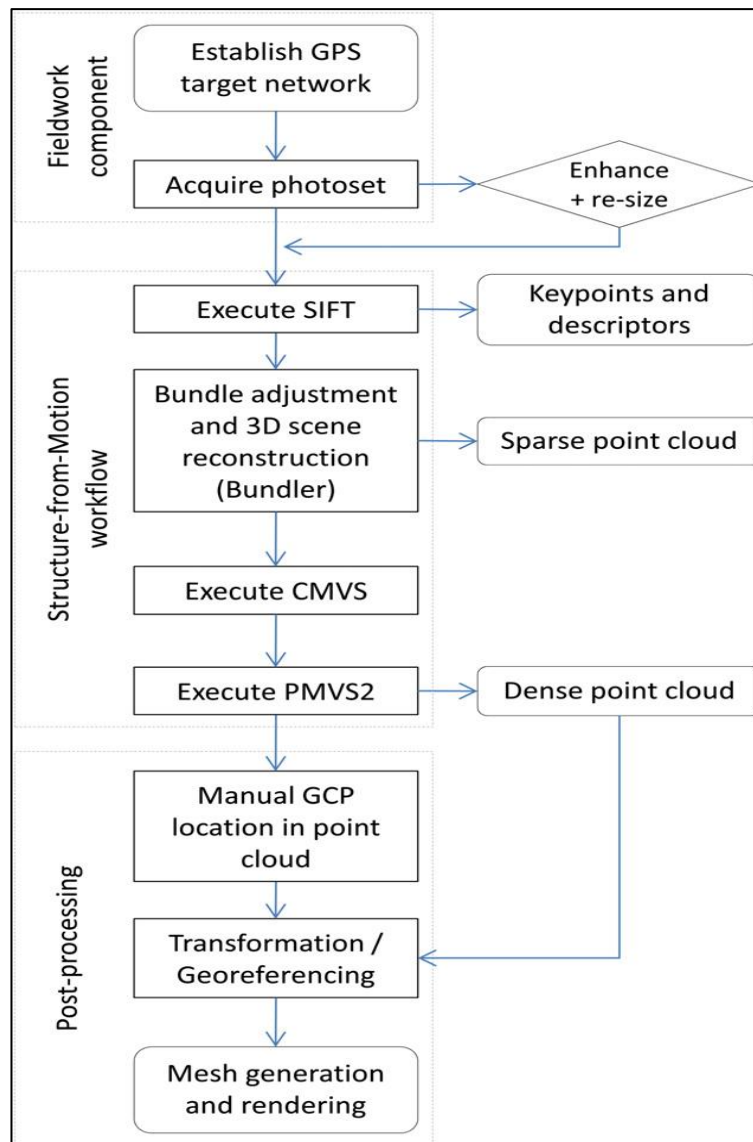 Fieldwork
component
Establish GPS
target network
Acquire photoset
Enhance
+ re-size
Structure-from-Motion
workflow
Execute SIFT
Keypoints and
descriptors
Bundle adjustment
and 3D scene
reconstruction
(Bundler)
Sparse point cloud
Execute CMVS
Execute PMVS2
Dense point cloud
Post-processing
Manual GCP
location in point
cloud
Transformation /
Georeferencing
Mesh generation
and rendering